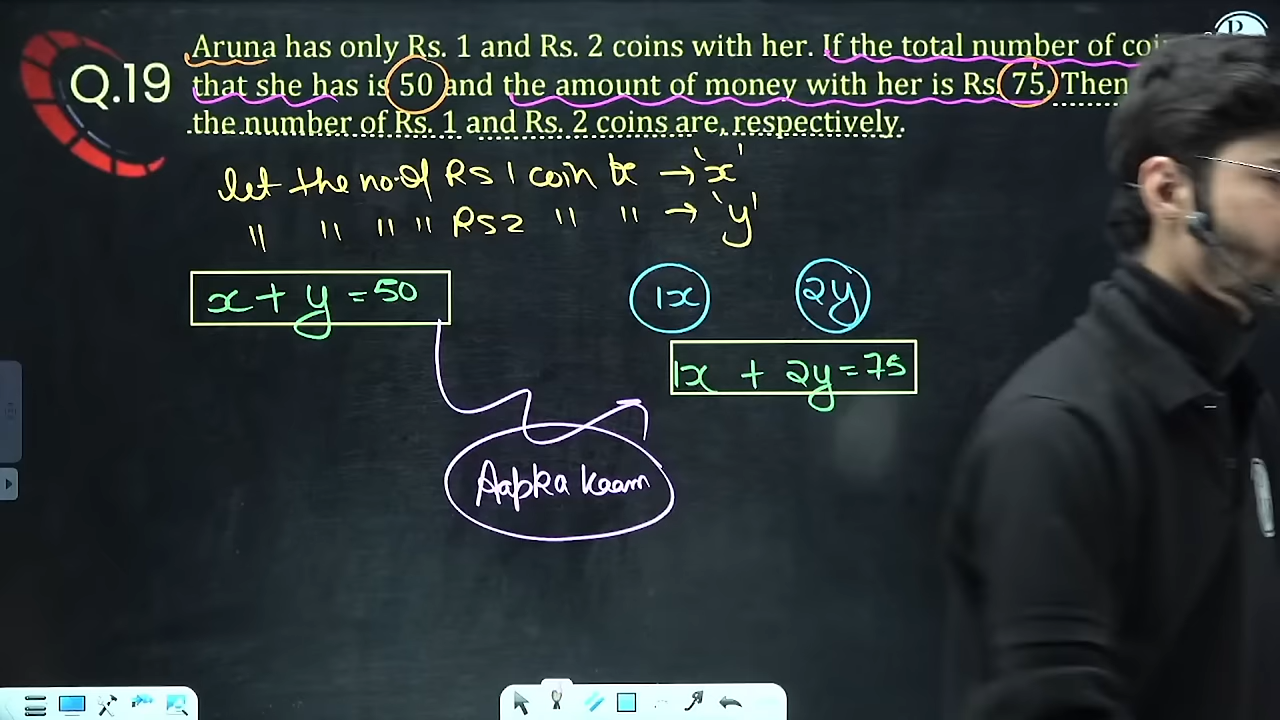 Q.19
Aruna has only Rs. 1 and Rs. 2 coins with her. If the total number of
that she has is 50 and the amount of money with her is Rs. 75. Then
the number of Rs. 1 and Rs. 2 coins are, respectively.
let the no. of RS 1 coin be → 'x'
" " " " RS 2 " " → 'y'
x + y = 50
1x 2y
1x + 2y = 75
Aapka kaam